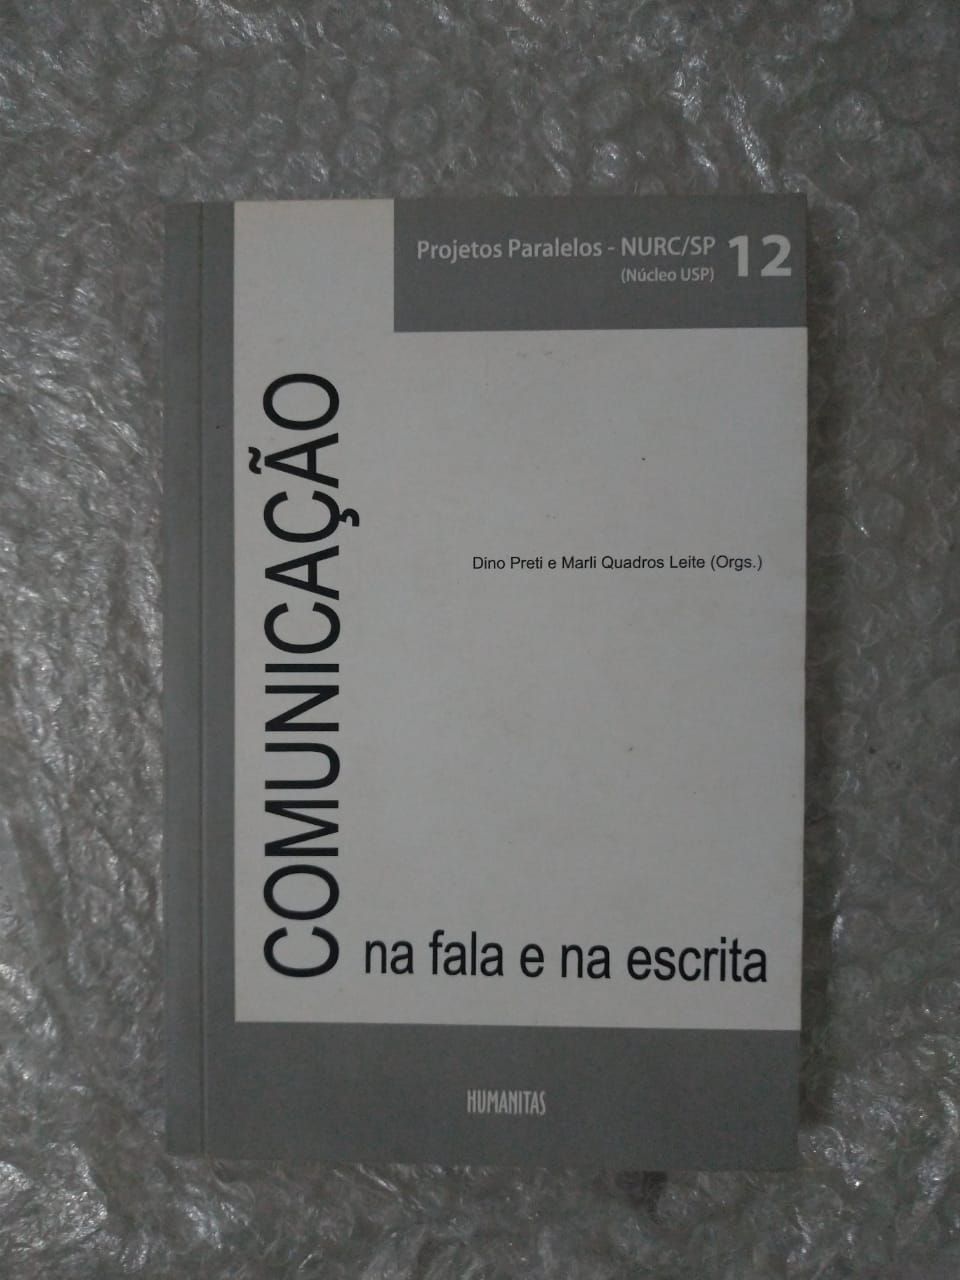 Projetos Paralelos - NURC/SP 12
(Núcleo USP)
Dino Preti e Marli Quadros Leite (Orgs.)
COMUNICAÇÃO
na fala e na escrita
HUMANITAS